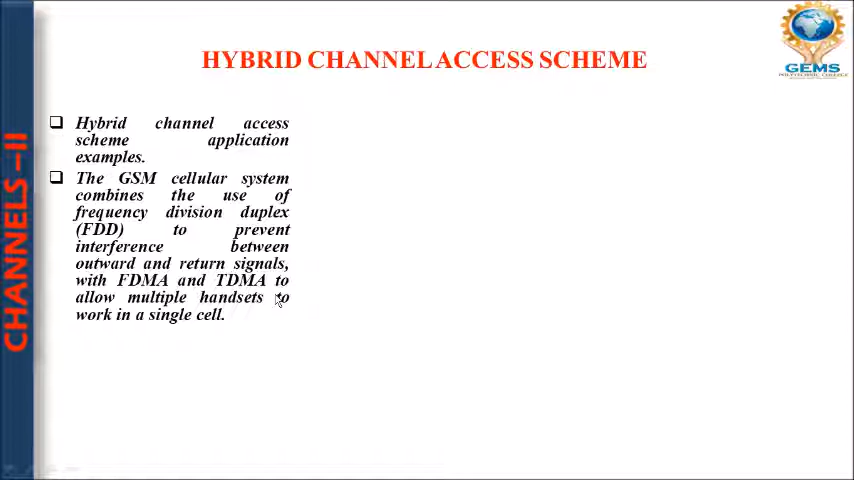 HYBRID CHANNEL ACCESS SCHEME
GEMS
POLYTECHNIC COLLEGE
CHANNELS –II
Hybrid channel access
scheme application
examples.
The GSM cellular system
combines the use of
frequency division duplex
(FDD) to prevent
interference between
outward and return signals,
with FDMA and TDMA to
allow multiple handsets to
work in a single cell.